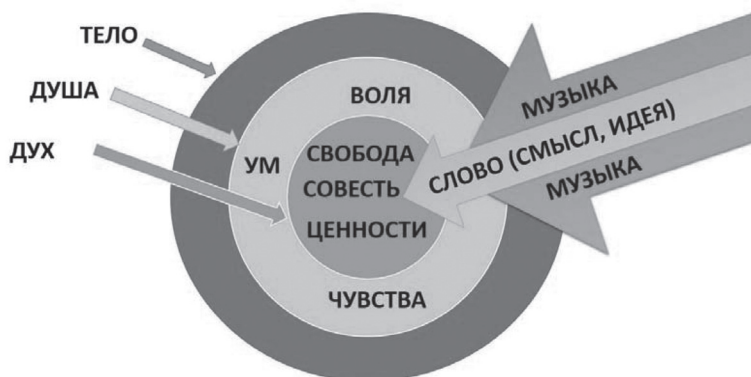 ТЕЛО
ДУША
ДУХ
ВОЛЯ
УМ
СВОБОДА
СОВЕСТЬ
ЦЕННОСТИ
ЧУВСТВА
МУЗЫКА
СЛОВО (СМЫСЛ, ИДЕЯ)
МУЗЫКА